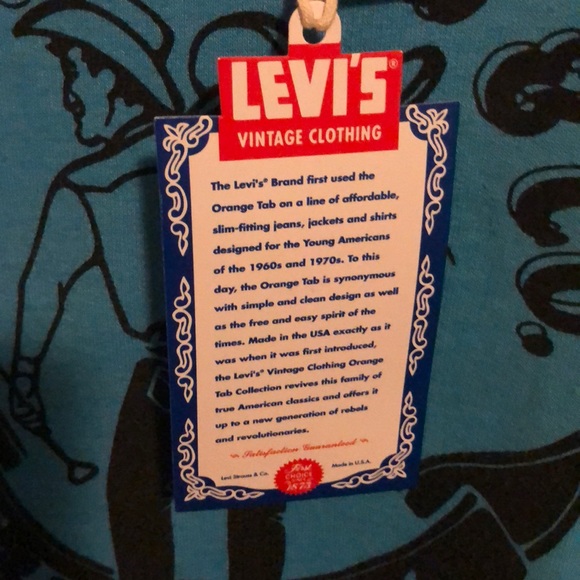 LEVI'S®
VINTAGE CLOTHING
The Levi's® Brand first used the
Orange Tab on a line of affordable,
slim-fitting jeans, jackets and shirts
designed for the Young Americans
of the 1960s and 1970s. To this
day, the Orange Tab is synonymous
with simple and clean design as well
as the free and easy spirit of the
times. Made in the USA exactly as it
was when it was first introduced,
the Levi's® Vintage Clothing Orange
Tab Collection revives this family of
true American classics and offers it
up to a new generation of rebels
and revolutionaries.
Satisfaction Guaranteed
Levi Strauss & Co.
First
CHOICE
SINCE
1873
Made in U.S.A.
CO